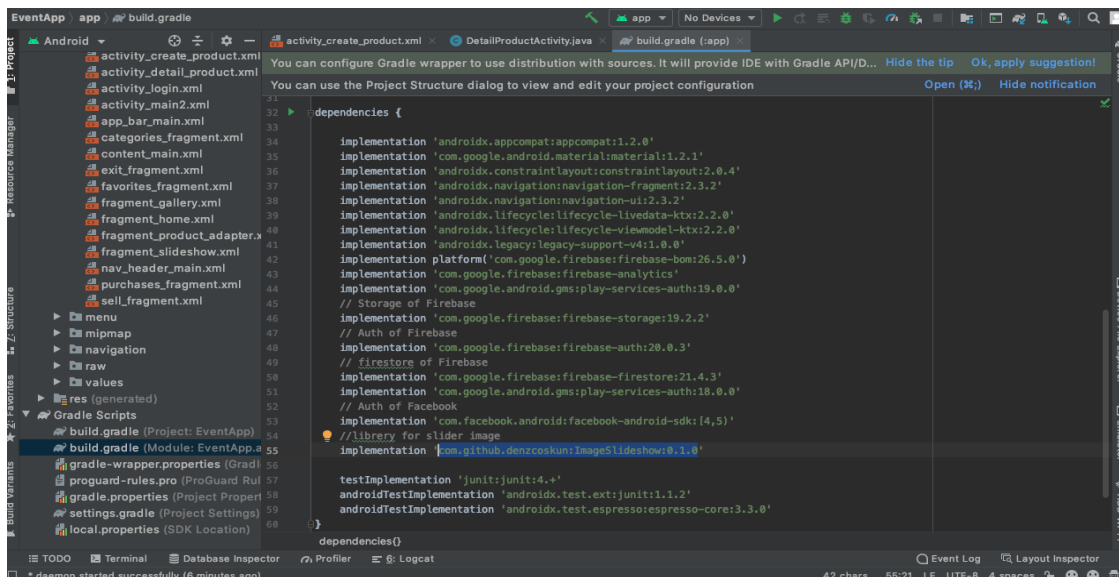 EventApp app build.gradle app No Devices
Android activity_create_product.xml DetailProductActivity.java build.gradle (:app)
1: Project
Resource Manager
Z: Structure
2: Favorites
Build Variants
activity_create_product.xml
activity_detail_product.xml
activity_login.xml
activity_main2.xml
app_bar_main.xml
categories_fragment.xml
content_main.xml
exit_fragment.xml
favorites_fragment.xml
fragment_gallery.xml
fragment_home.xml
fragment_product_adapter.x
fragment_slideshow.xml
nav_header_main.xml
purchases_fragment.xml
sell_fragment.xml
menu
mipmap
navigation
raw
values
res (generated)
Gradle Scripts
build.gradle (Project: EventApp)
build.gradle (Module: EventApp.a
gradle-wrapper.properties (Gradl
proguard-rules.pro (ProGuard Rul
gradle.properties (Project Propert
settings.gradle (Project Settings)
local.properties (SDK Location)
You can configure Gradle wrapper to use distribution with sources. It will provide IDE with Gradle API/D... Hide the tip Ok, apply suggestion!
You can use the Project Structure dialog to view and edit your project configuration Open (⌘;) Hide notification
31
32 dependencies {
33
34 implementation 'androidx.appcompat:appcompat:1.2.0'
35 implementation 'com.google.android.material:material:1.2.1'
36 implementation 'androidx.constraintlayout:constraintlayout:2.0.4'
37 implementation 'androidx.navigation:navigation-fragment:2.3.2'
38 implementation 'androidx.navigation:navigation-ui:2.3.2'
39 implementation 'androidx.lifecycle:lifecycle-livedata-ktx:2.2.0'
40 implementation 'androidx.lifecycle:lifecycle-viewmodel-ktx:2.2.0'
41 implementation 'androidx.legacy:legacy-support-v4:1.0.0'
42 implementation platform('com.google.firebase:firebase-bom:26.5.0')
43 implementation 'com.google.firebase:firebase-analytics'
44 implementation 'com.google.android.gms:play-services-auth:19.0.0'
45 // Storage of Firebase
46 implementation 'com.google.firebase:firebase-storage:19.2.2'
47 // Auth of Firebase
48 implementation 'com.google.firebase:firebase-auth:20.0.3'
49 // firestore of Firebase
50 implementation 'com.google.firebase:firebase-firestore:21.4.3'
51 implementation 'com.google.android.gms:play-services-auth:18.0.0'
52 // Auth of Facebook
53 implementation 'com.facebook.android:facebook-android-sdk:[4,5)'
54 //librery for slider image
55 implementation 'com.github.denzcoskun:ImageSlideshow:0.1.0'
56
57 testImplementation 'junit:junit:4.+'
58 androidTestImplementation 'androidx.test.ext:junit:1.1.2'
59 androidTestImplementation 'androidx.test.espresso:espresso-core:3.3.0'
60 }
dependencies{}
TODO Terminal Database Inspector Profiler 6: Logcat Event Log Layout Inspector
* daemon started successfully (6 minutes ago) 42 chars 55:21 LF UTF-8 4 spaces